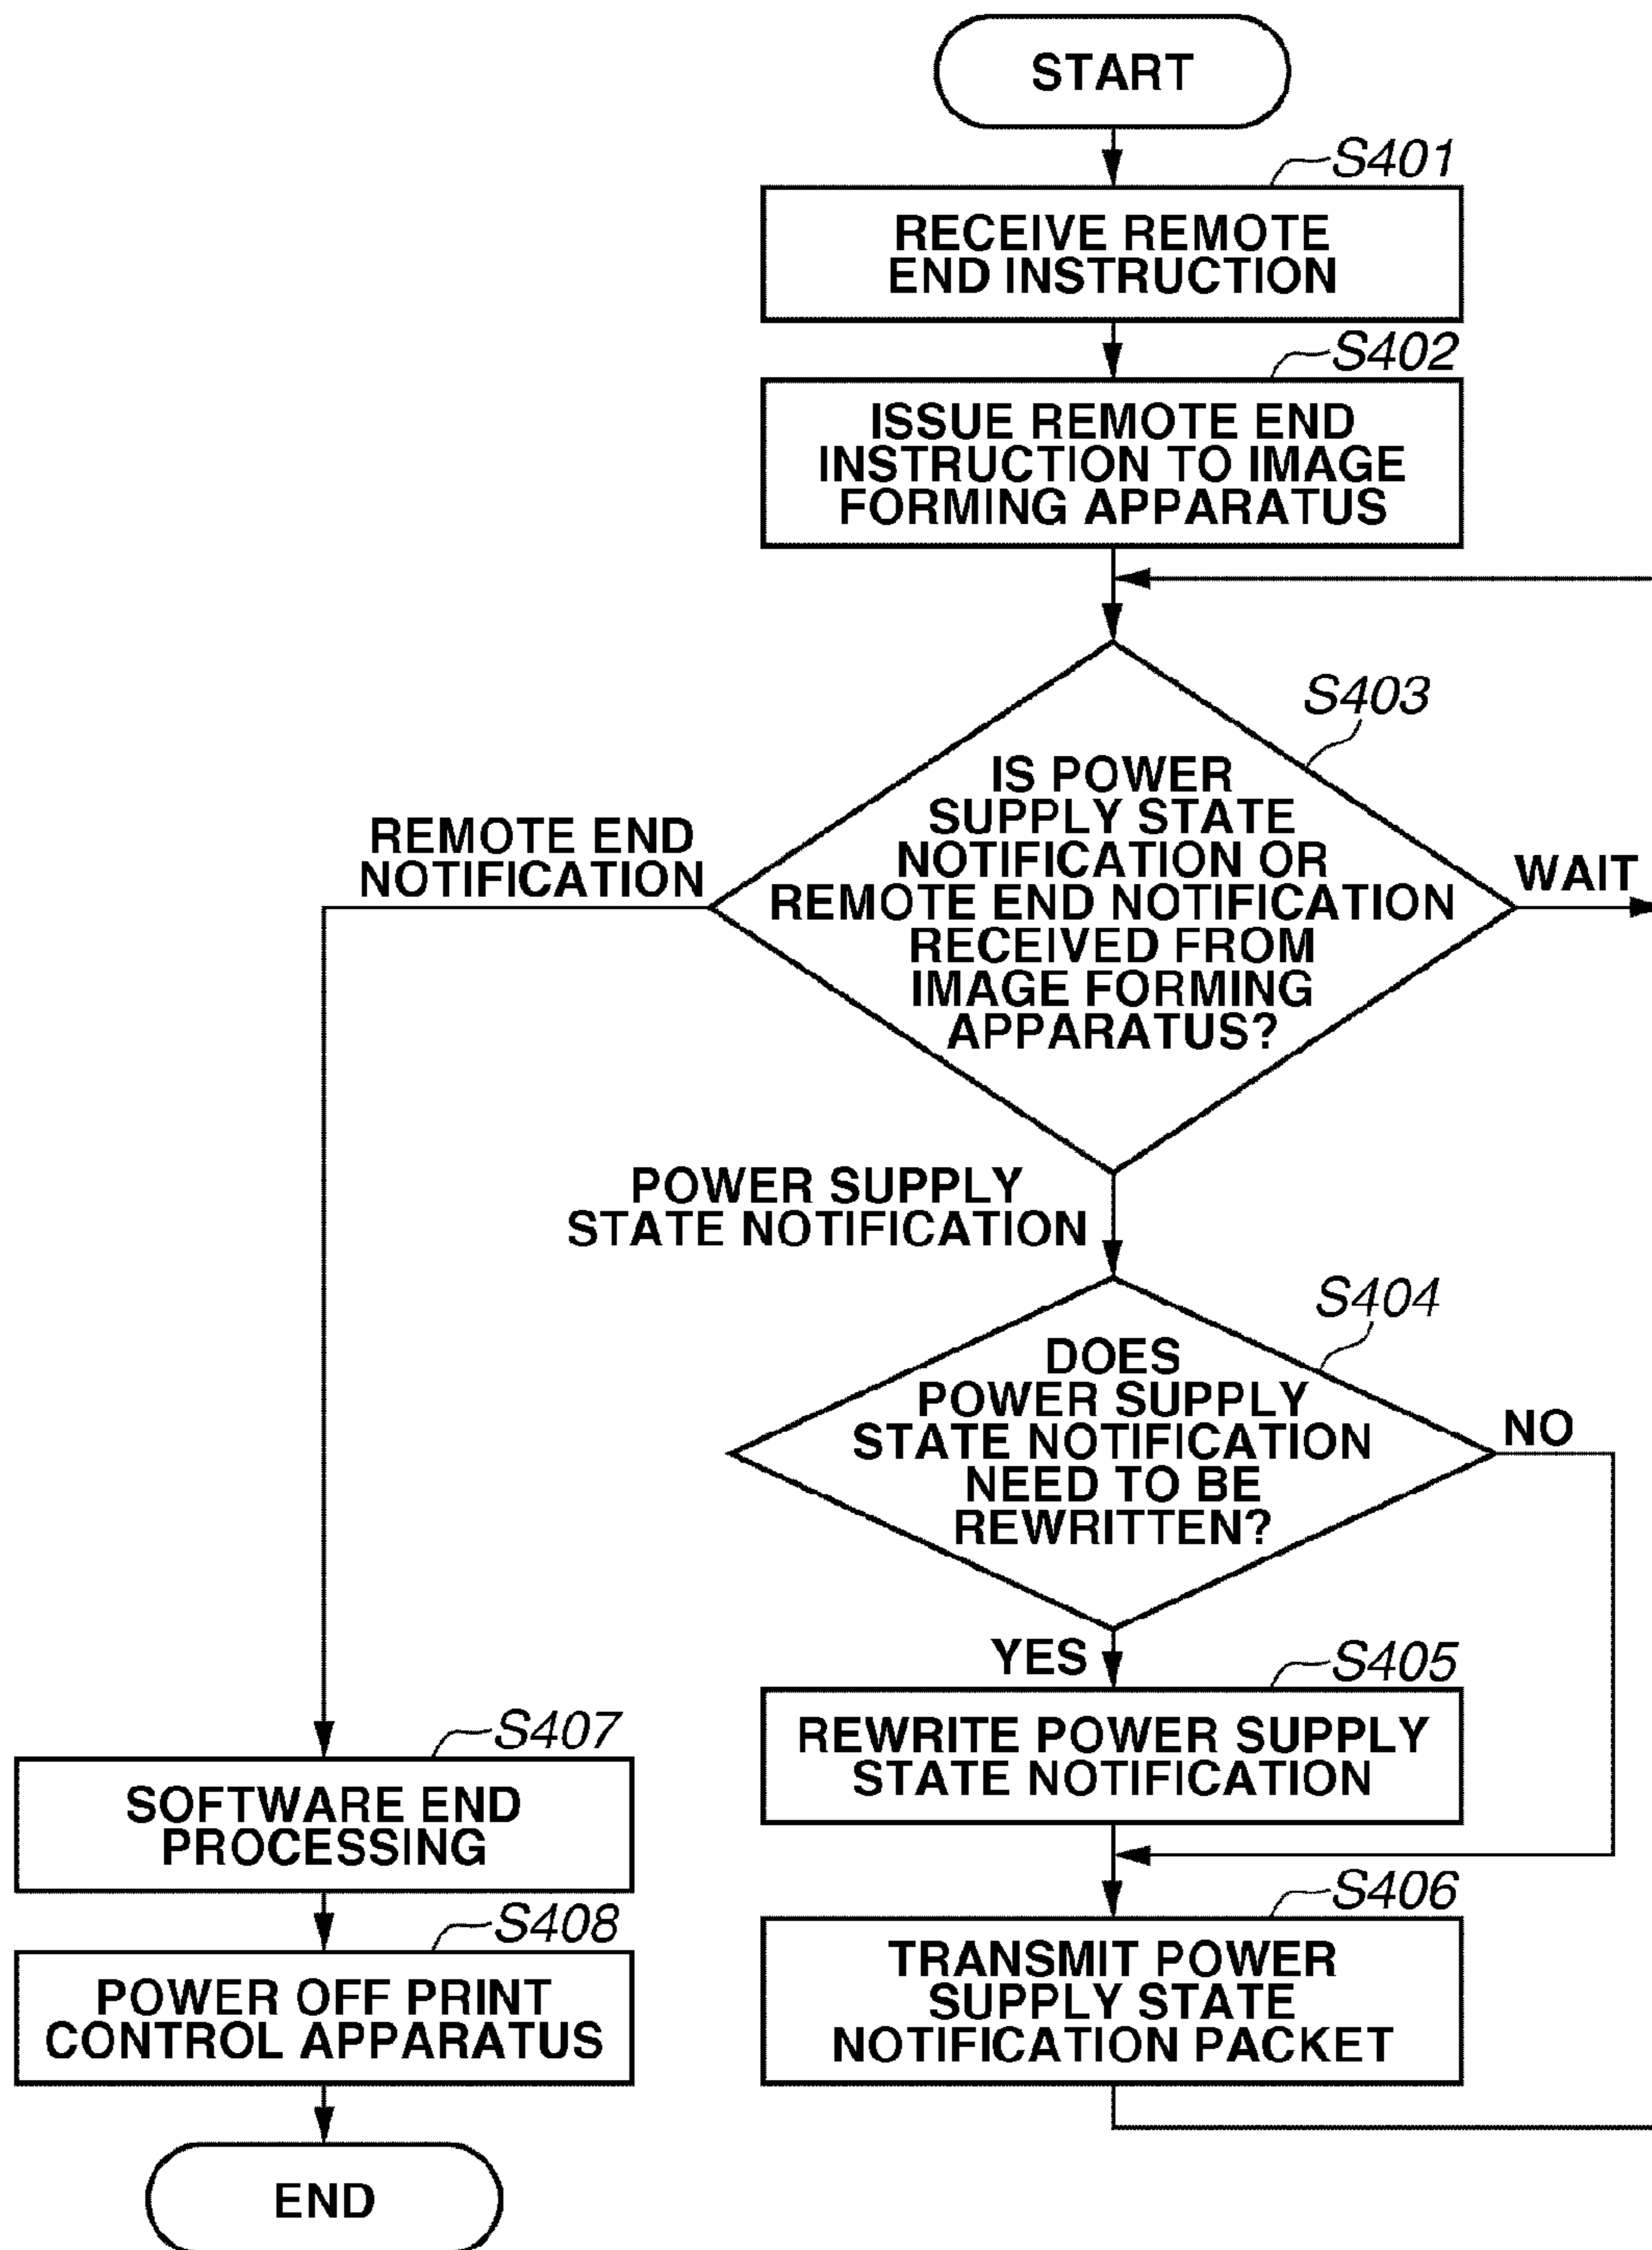 START
S401
RECEIVE REMOTE
END INSTRUCTION
S402
ISSUE REMOTE END
INSTRUCTION TO IMAGE
FORMING APPARATUS
S403
IS POWER
SUPPLY STATE
NOTIFICATION OR
REMOTE END NOTIFICATION
RECEIVED FROM
IMAGE FORMING
APPARATUS?
REMOTE END
NOTIFICATION
WAIT
POWER SUPPLY
STATE NOTIFICATION
S404
DOES
POWER SUPPLY
STATE NOTIFICATION
NEED TO BE
REWRITTEN?
NO
YES
S405
REWRITE POWER SUPPLY
STATE NOTIFICATION
S406
TRANSMIT POWER
SUPPLY STATE
NOTIFICATION PACKET
S407
SOFTWARE END
PROCESSING
S408
POWER OFF PRINT
CONTROL APPARATUS
END